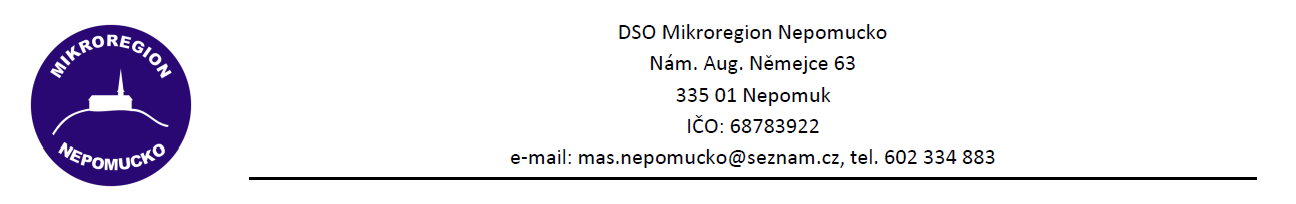 MIKROREGION
NEPOMUCKO
DSO Mikroregion Nepomucko
Nám. Aug. Němejce 63
335 01 Nepomuk
IČO: 68783922
e-mail: mas.nepomucko@seznam.cz, tel. 602 334 883